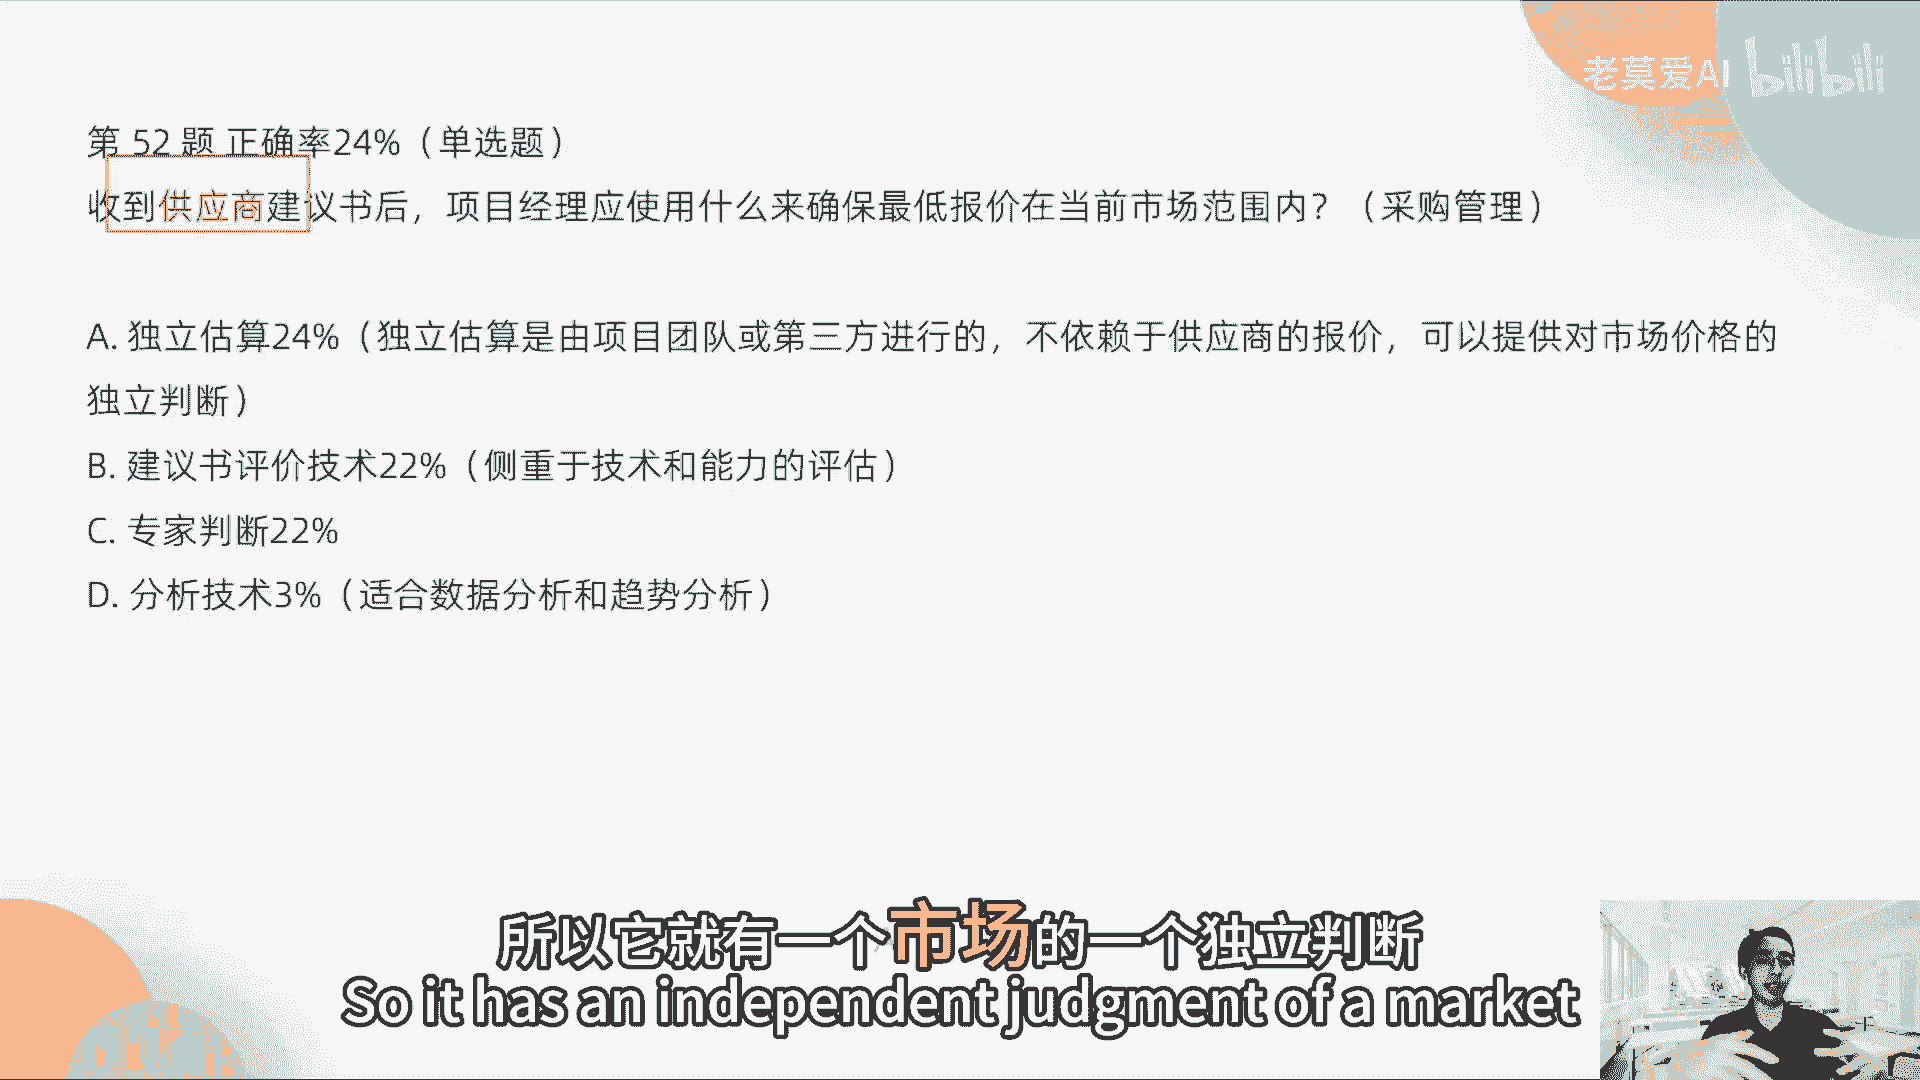 老莫爱AI bilibili
第 52 题 正确率24%（单选题）
收到供应商建议书后，项目经理应使用什么来确保最低报价在当前市场范围内？（采购管理）
A. 独立估算24%（独立估算是由项目团队或第三方进行的，不依赖于供应商的报价，可以提供对市场价格的
独立判断）
B. 建议书评价技术22%（侧重于技术和能力的评估）
C. 专家判断22%
D. 分析技术3%（适合数据分析和趋势分析）
所以它就有一个市场的一个独立判断
So it has an independent judgment of a market